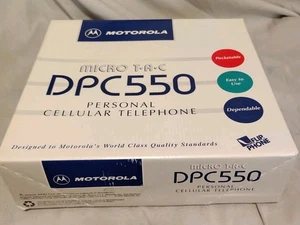 MOTOROLA
MICRO T·A·C
DPC550
PERSONAL
CELLULAR TELEPHONE
Pocketable
Easy to
Use
Dependable
Designed to Motorola's World Class Quality Standards
FLIP
PHONE
MOTOROLA
MICRO T·A·C
DPC550
PERSONAL
CELLULAR TELEPHONE